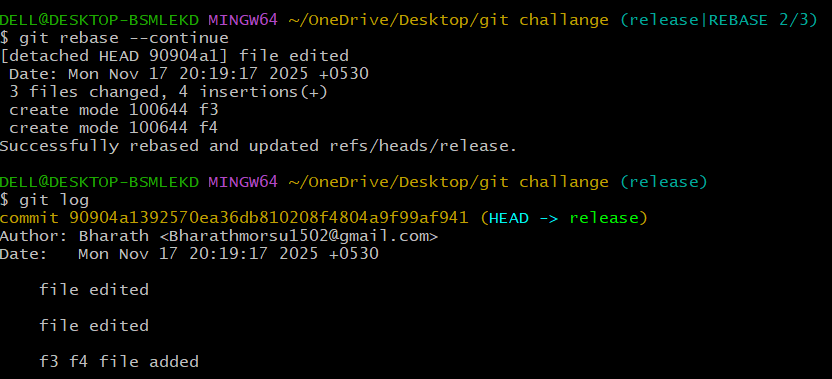 DELL@DESKTOP-BSMLEKD MINGW64 ~/OneDrive/Desktop/git challange (release|REBASE 2/3)
$ git rebase --continue
[detached HEAD 90904a1] file edited
 Date: Mon Nov 17 20:19:17 2025 +0530
 3 files changed, 4 insertions(+)
 create mode 100644 f3
 create mode 100644 f4
Successfully rebased and updated refs/heads/release.

DELL@DESKTOP-BSMLEKD MINGW64 ~/OneDrive/Desktop/git challange (release)
$ git log
commit 90904a1392570ea36db810208f4804a9f99af941 (HEAD -> release)
Author: Bharath <Bharathmorsu1502@gmail.com>
Date:   Mon Nov 17 20:19:17 2025 +0530

    file edited

    file edited

    f3 f4 file added